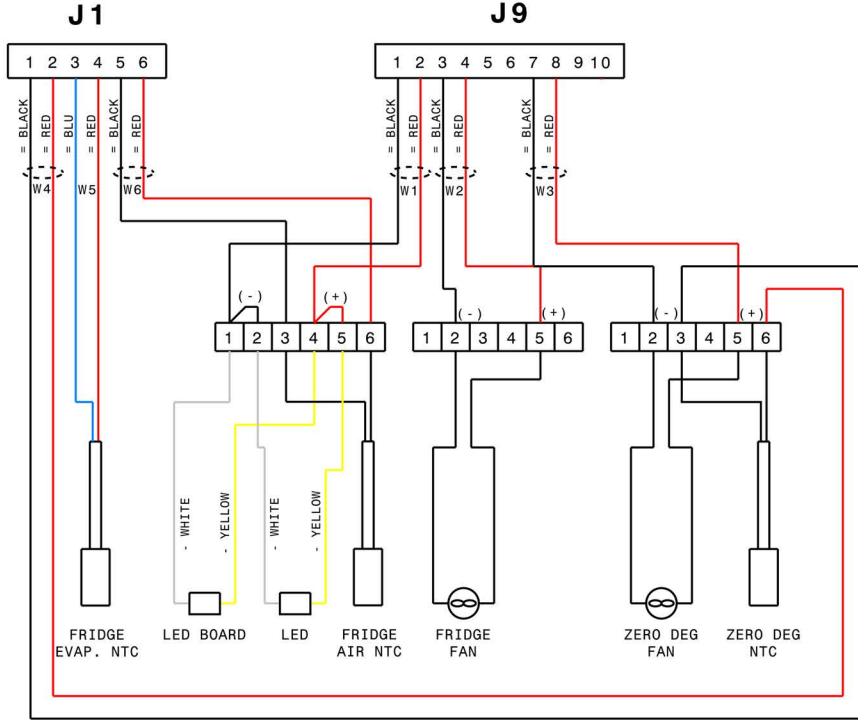 J1
J9
1 2 3 4 5 6
1 2 3 4 5 6 7 8 9 10
= BLACK
= RED
= BLU
= RED
= BLACK
= RED
= BLACK
= RED
= BLACK
= RED
= BLACK
= RED
W4
W5
W6
W1
W2
W3
(-)
(+)
(-)
(+)
(-)
(+)
1 2 3 4 5 6
1 2 3 4 5 6
1 2 3 4 5 6
- WHITE
- YELLOW
- WHITE
- YELLOW
FRIDGE
EVAP. NTC
LED BOARD
LED
FRIDGE
AIR NTC
FRIDGE
FAN
ZERO DEG
FAN
ZERO DEG
NTC